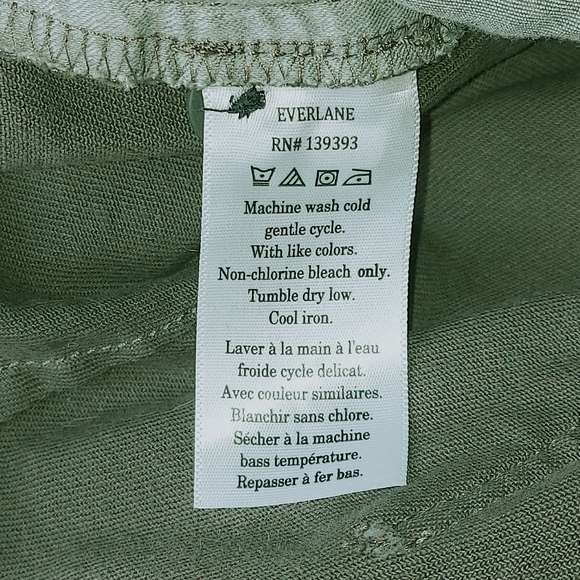 EVERLANE
RN# 139393
Machine wash cold
gentle cycle.
With like colors.
Non-chlorine bleach only.
Tumble dry low.
Cool iron.
Laver à la main à l'eau
froide cycle delicat.
Avec couleur similaires.
Blanchir sans chlore.
Sécher à la machine
bass température.
Repasser à fer bas.